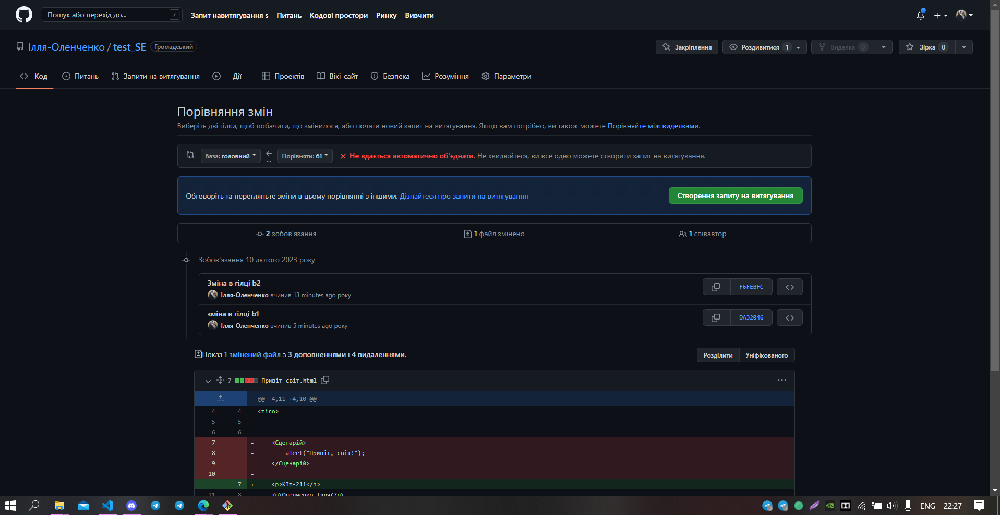 Пошук або перехід до... /
Запит навитягування s Питань Кодові простори Ринку Вивчити
Ілля-Оленченко / test_SE Громадський
Закріплення Роздивитися 1 Виделка 0 Зірка 0
Код Питань Запити на витягування Дії Проектів Вікі-сайт Безпека Розуміння Параметри
Порівняння змін
Виберіть дві гілки, щоб побачити, що змінилося, або почати новий запит на витягування. Якщо вам потрібно, ви також можете Порівняйте між виделками.
база: головний ... Порівняти: б1 Не вдається автоматично об'єднати. Не хвилюйтеся, ви все одно можете створити запит на витягування.
Обговоріть та перегляньте зміни в цьому порівнянні з іншими. Дізнайтеся про запити на витягування
Створення запиту на витягування
2 зобов'язання 1 файл змінено 1 співавтор
Зобов'язання 10 лютого 2023 року
Зміна в гілці b2
Ілля-Оленченко вчинив 13 minutes ago року
F6FEBFC
зміна в гілці b1
Ілля-Оленченко вчинив 5 minutes ago року
DA32046
Показ 1 змінений файл з 3 доповненнями і 4 видаленнями.
Розділити Уніфікованого
7 Привіт-світ.html
@@ -4,11 +4,10 @@
4 4 <тіло>
5 5
6 6
7 - <Сценарій>
8 - alert("Привіт, світ!");
9 - </Сценарій>
10 -
7 + <p>КІт-211</п>
11 8 <p>Оленченко Ілля</p>
ENG 22:27